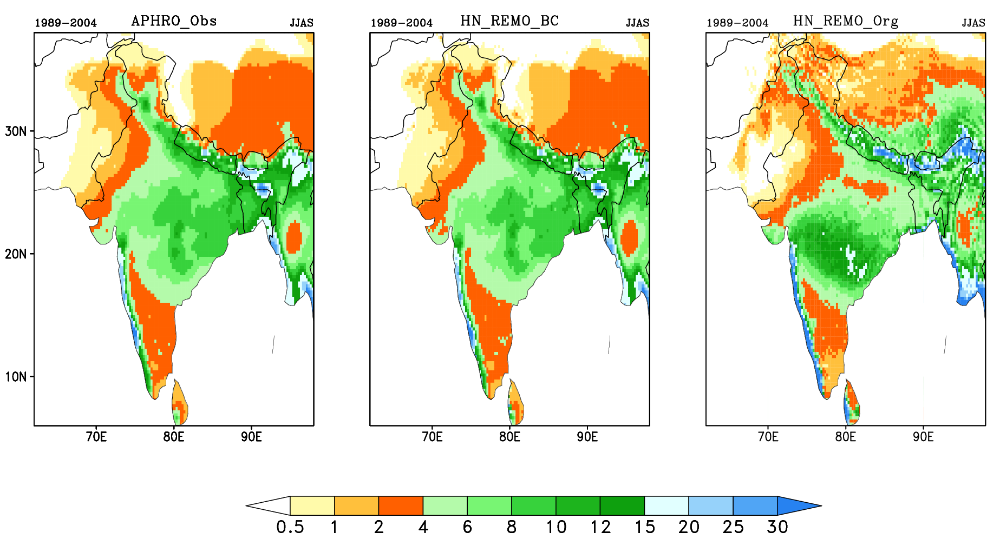 1989-2004 APHRO_Obs JJAS
1989-2004 HN_REMO_BC JJAS
1989-2004 HN_REMO_Org JJAS
30N
20N
10N
70E 80E 90E
70E 80E 90E
70E 80E 90E
0.5 1 2 4 6 8 10 12 15 20 25 30